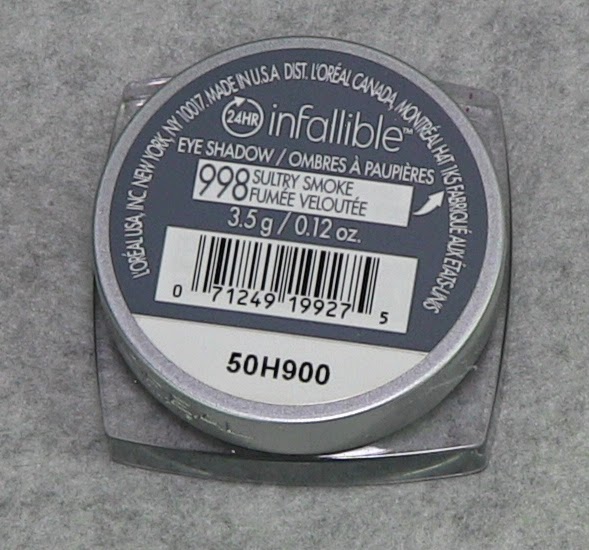 L'ORÉAL USA, INC. NEW YORK, NY 10017. MADE IN U.S.A DIST. L'ORÉAL CANADA, MONTRÉAL H4T 1K5 FABRIQUÉ AUX ÉTATS-UNIS
24HR infallible™
EYE SHADOW / OMBRES À PAUPIÈRES
998 SULTRY SMOKE
FUMÉE VELOUTÉE
3.5 g / 0.12 oz.
0 71249 19927 5
50H900